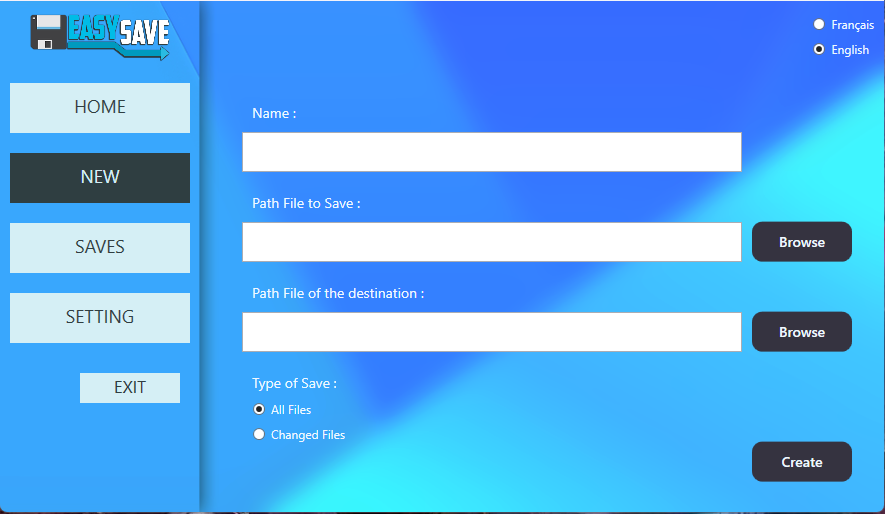 EASY SAVE
Français
English
HOME
NEW
SAVES
SETTING
EXIT
Name :
Path File to Save :
Browse
Path File of the destination :
Browse
Type of Save :
All Files
Changed Files
Create